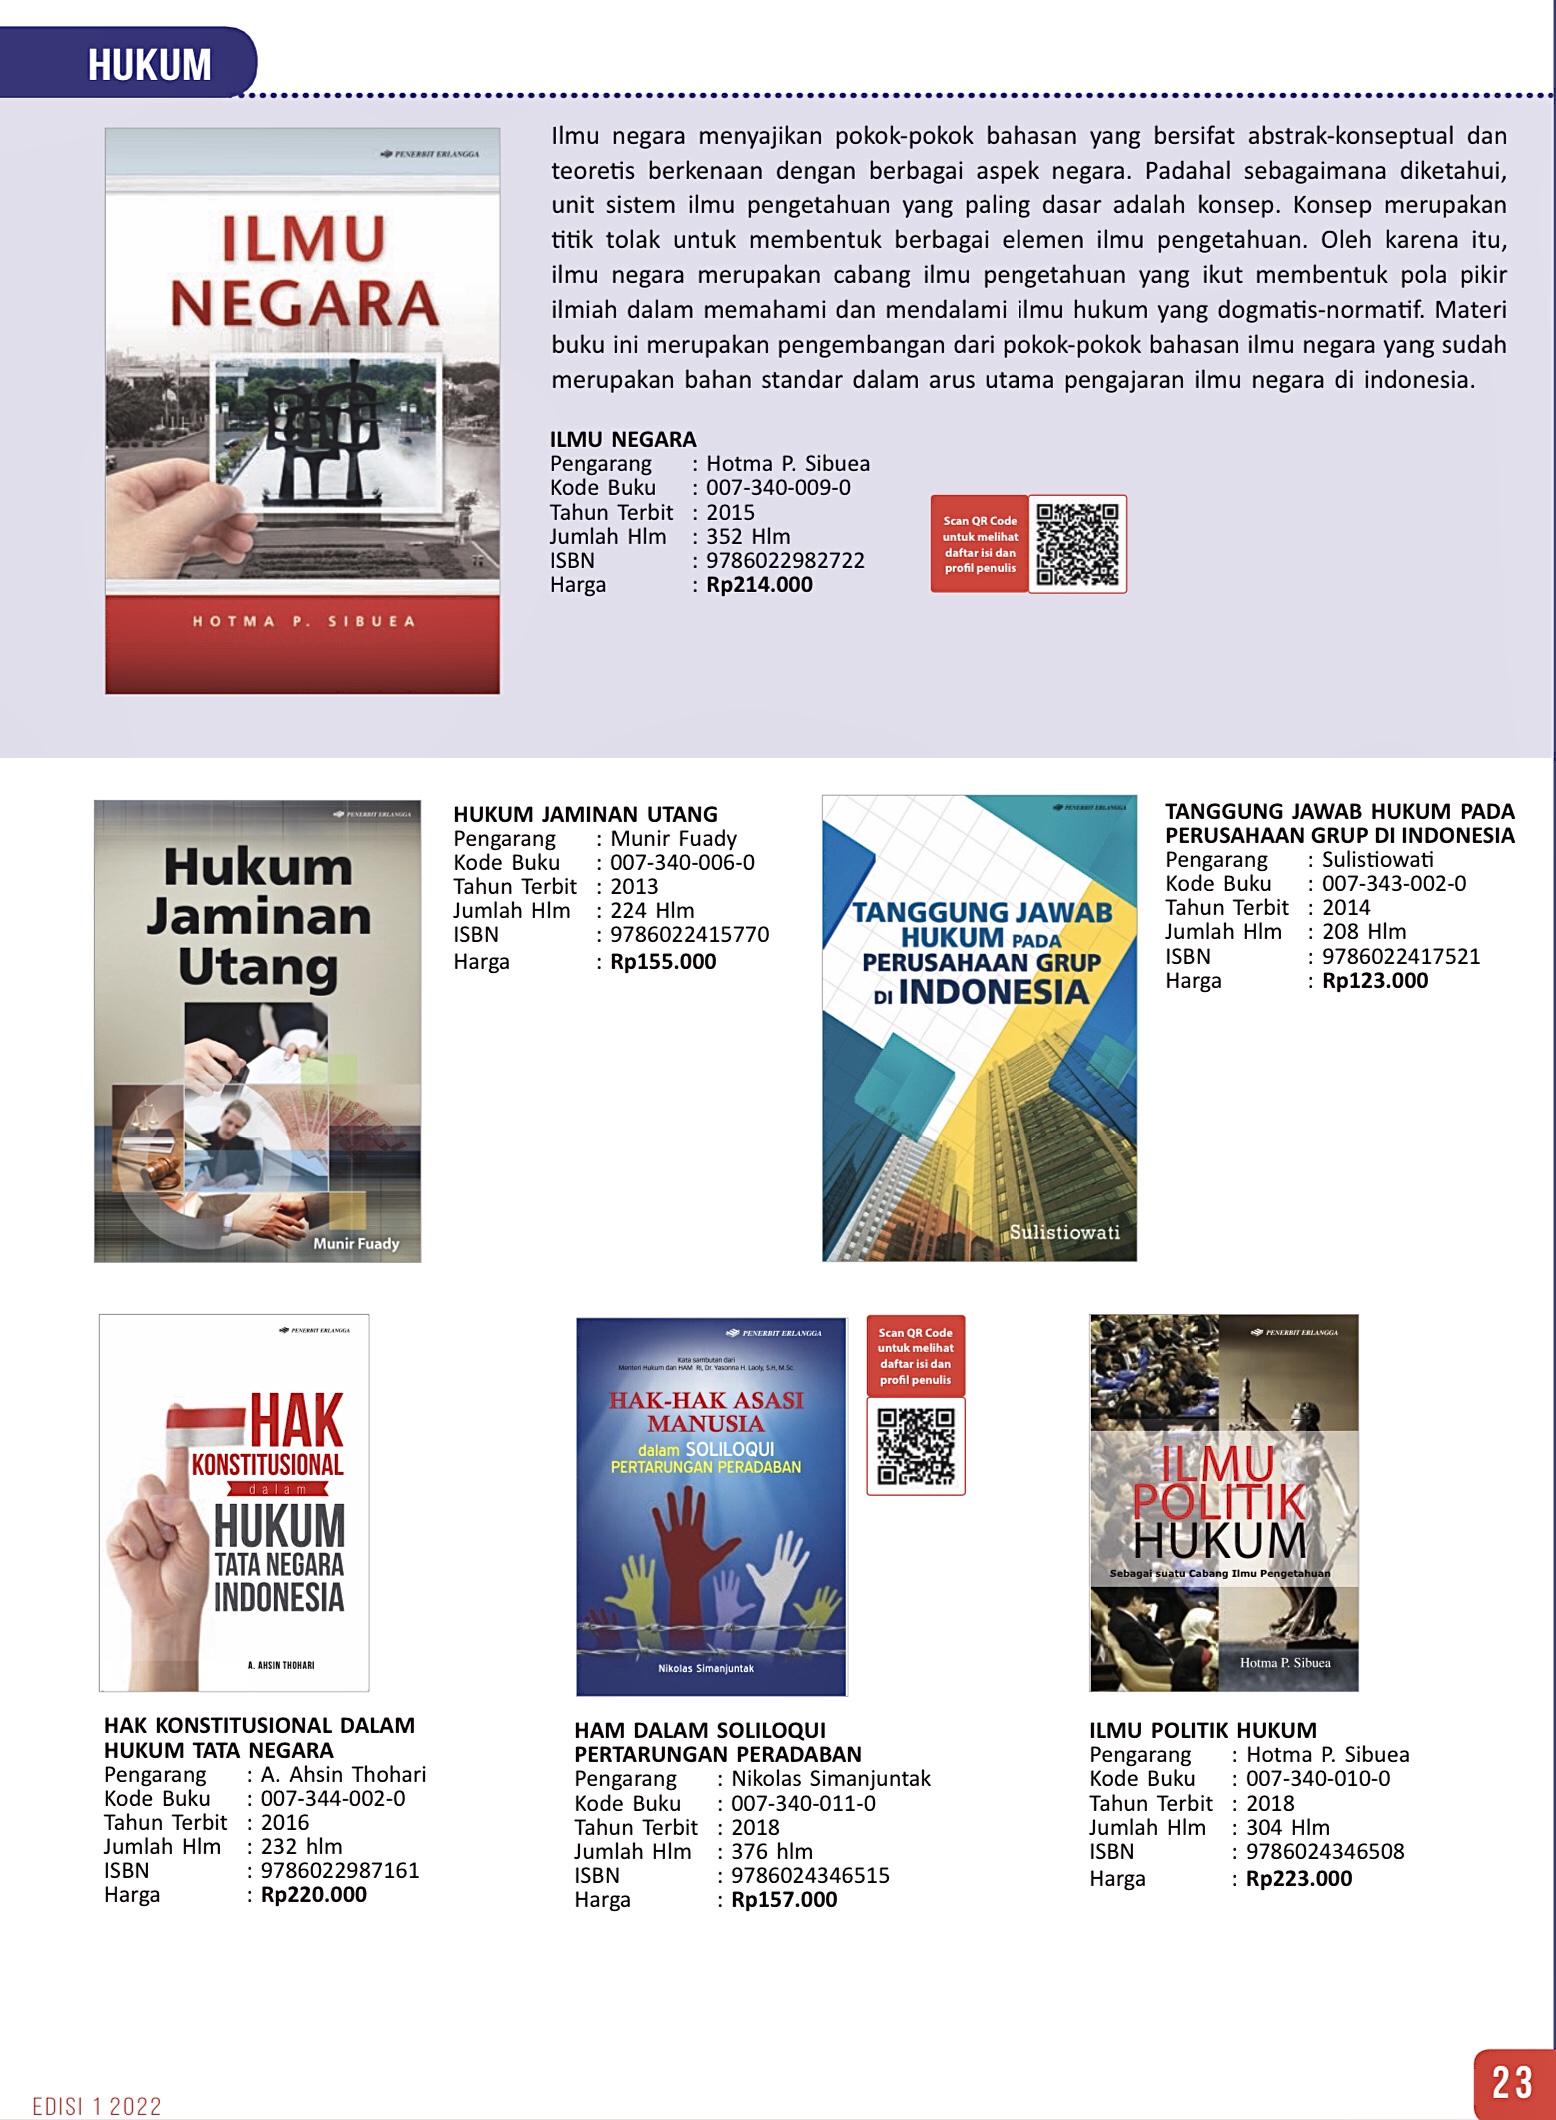 HUKUM
PENERBIT ERLANGGA
ILMU
NEGARA
HOTMA P. SIBUEA
Ilmu negara menyajikan pokok-pokok bahasan yang bersifat abstrak-konseptual dan
teoretis berkenaan dengan berbagai aspek negara. Padahal sebagaimana diketahui,
unit sistem ilmu pengetahuan yang paling dasar adalah konsep. Konsep merupakan
titik tolak untuk membentuk berbagai elemen ilmu pengetahuan. Oleh karena itu,
ilmu negara merupakan cabang ilmu pengetahuan yang ikut membentuk pola pikir
ilmiah dalam memahami dan mendalami ilmu hukum yang dogmatis-normatif. Materi
buku ini merupakan pengembangan dari pokok-pokok bahasan ilmu negara yang sudah
merupakan bahan standar dalam arus utama pengajaran ilmu negara di indonesia.
ILMU NEGARA
Pengarang : Hotma P. Sibuea
Kode Buku : 007-340-009-0
Tahun Terbit : 2015
Jumlah Hlm : 352 Hlm
ISBN : 9786022982722
Harga : Rp214.000
Scan QR Code
untuk melihat
daftar isi dan
profil penulis
PENERBIT ERLANGGA
Hukum
Jaminan
Utang
Munir Fuady
HUKUM JAMINAN UTANG
Pengarang : Munir Fuady
Kode Buku : 007-340-006-0
Tahun Terbit : 2013
Jumlah Hlm : 224 Hlm
ISBN : 9786022415770
Harga : Rp155.000
PENERBIT ERLANGGA
TANGGUNG JAWAB
HUKUM PADA
PERUSAHAAN GRUP
DI INDONESIA
Sulistiowati
TANGGUNG JAWAB HUKUM PADA
PERUSAHAAN GRUP DI INDONESIA
Pengarang : Sulistiowati
Kode Buku : 007-343-002-0
Tahun Terbit : 2014
Jumlah Hlm : 208 Hlm
ISBN : 9786022417521
Harga : Rp123.000
PENERBIT ERLANGGA
HAK
KONSTITUSIONAL
dalam
HUKUM
TATA NEGARA
INDONESIA
A. AHSIN THOHARI
HAK KONSTITUSIONAL DALAM
HUKUM TATA NEGARA
Pengarang : A. Ahsin Thohari
Kode Buku : 007-344-002-0
Tahun Terbit : 2016
Jumlah Hlm : 232 hlm
ISBN : 9786022987161
Harga : Rp220.000
PENERBIT ERLANGGA
Kata sambutan dari
Menteri Hukum dan HAM RI, Dr. Yasonna H. Laoly, S.H, M.Sc.
HAK-HAK ASASI
MANUSIA
dalam SOLILOQUI
PERTARUNGAN PERADABAN
Nikolas Simanjuntak
Scan QR Code
untuk melihat
daftar isi dan
profil penulis
HAM DALAM SOLILOQUI
PERTARUNGAN PERADABAN
Pengarang : Nikolas Simanjuntak
Kode Buku : 007-340-011-0
Tahun Terbit : 2018
Jumlah Hlm : 376 hlm
ISBN : 9786024346515
Harga : Rp157.000
PENERBIT ERLANGGA
ILMU
POLITIK
HUKUM
Sebagai suatu Cabang Ilmu Pengetahuan
Hotma P. Sibuea
ILMU POLITIK HUKUM
Pengarang : Hotma P. Sibuea
Kode Buku : 007-340-010-0
Tahun Terbit : 2018
Jumlah Hlm : 304 Hlm
ISBN : 9786024346508
Harga : Rp223.000
EDISI 1 2022
23